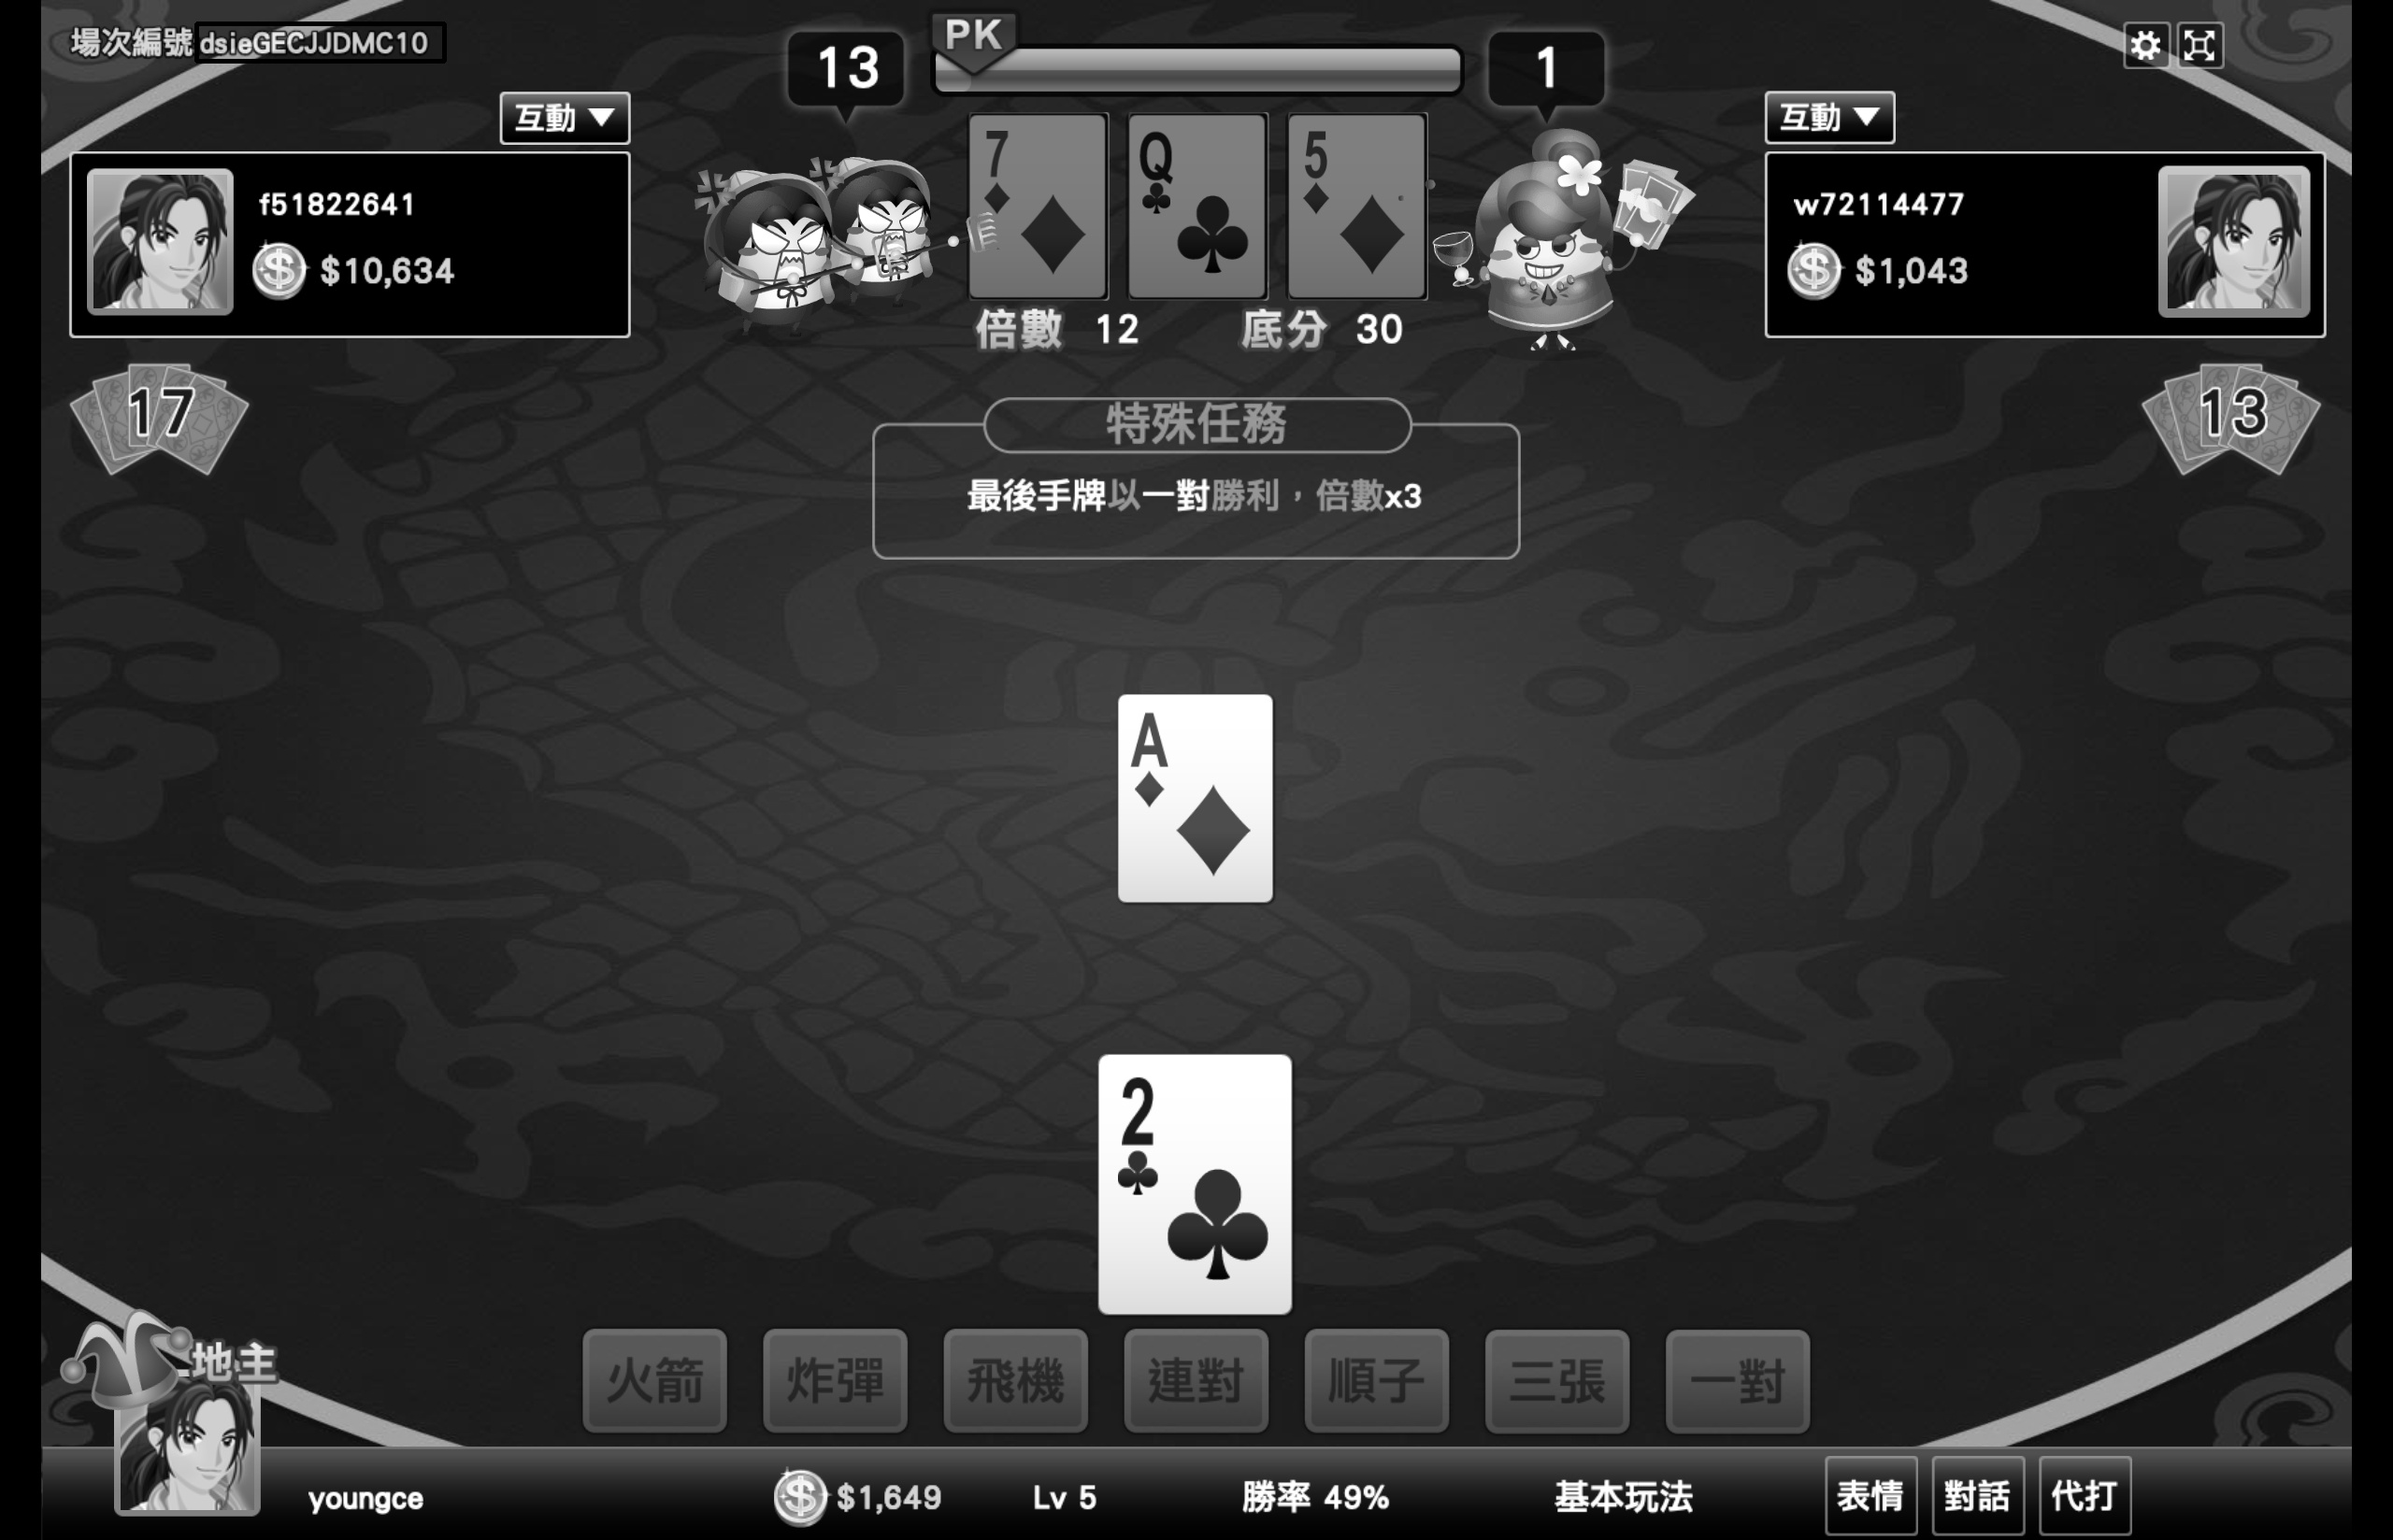 場次編號 dsieGECJJDMC10
13
PK
1
互動 ▼
互動 ▼
f51822641
$10,634
7
Q
5
w72114477
$1,043
倍數 12
底分 30
17
13
特殊任務
最後手牌以一對勝利，倍數x3
A
2
地主
火箭 炸彈 飛機 連對 順子 三張 一對
youngce
$1,649
Lv 5
勝率 49%
基本玩法
表情 對話 代打